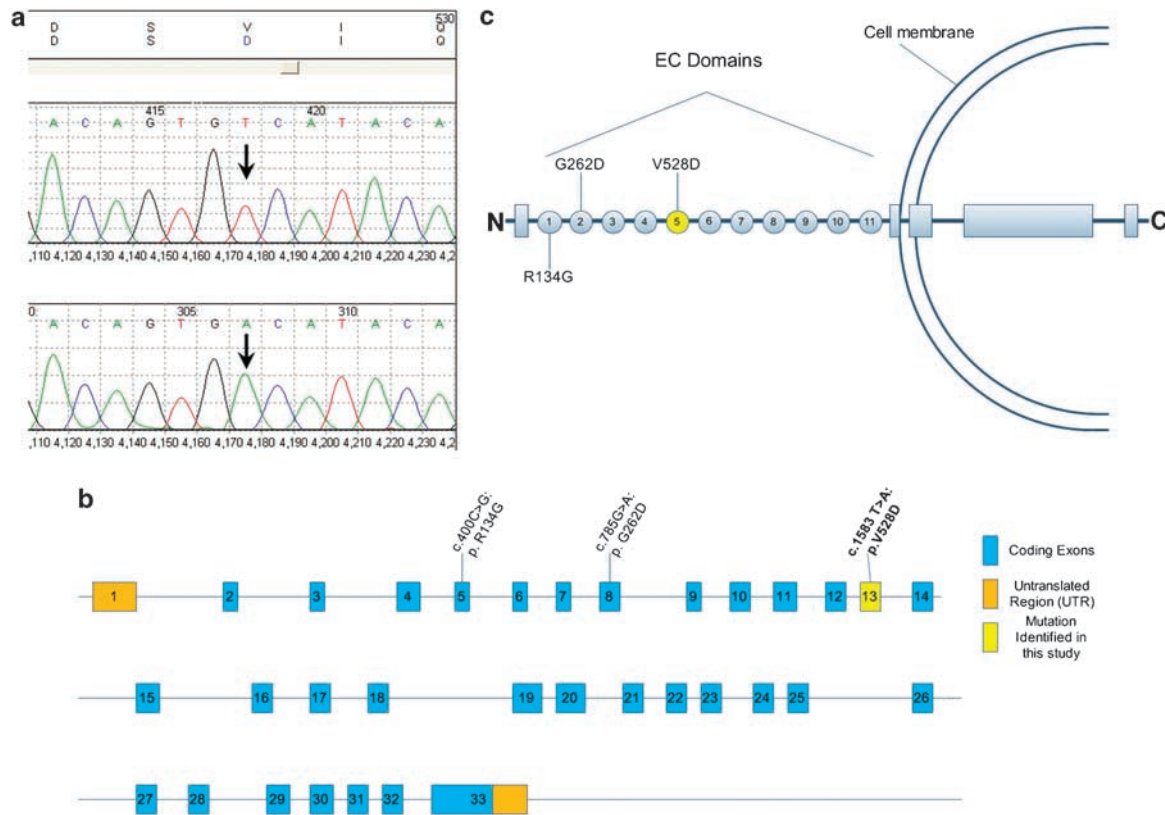 a
530
D S V I Q
D S D I Q
415 420
A C A G T G T C A T A C A
,110 4,120 4,130 4,140 4,150 4,160 4,170 4,180 4,190 4,200 4,210 4,220 4,230 4,2
0: 305: 310:
A C A G T G A C A T A C A
,110 4,120 4,130 4,140 4,150 4,160 4,170 4,180 4,190 4,200 4,210 4,220 4,230 4,2
c
Cell membrane
EC Domains
G262D V528D
N 1 2 3 4 5 6 7 8 9 10 11 C
R134G
b
c.400C>G:
p. R134G
c.785G>A:
p. G262D
c.1583 T>A:
p.V528D
1 2 3 4 5 6 7 8 9 10 11 12 13 14
15 16 17 18 19 20 21 22 23 24 25 26
27 28 29 30 31 32 33
Coding Exons
Untranslated
Region (UTR)
Mutation
Identified in
this study